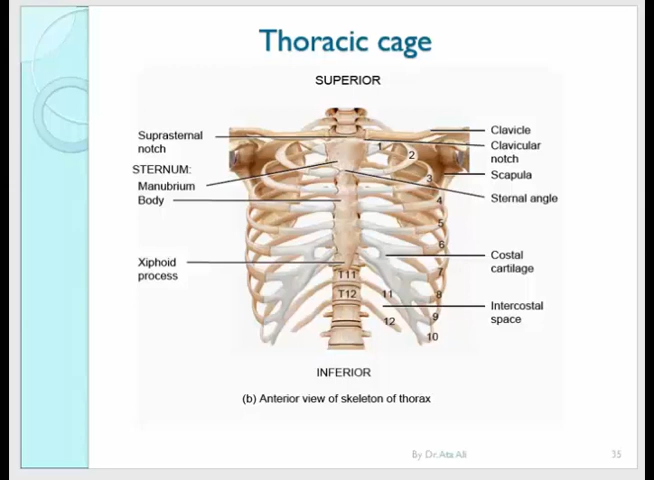 Thoracic cage
SUPERIOR
Suprasternal
notch
STERNUM:
Manubrium
Body
Xiphoid
process
Clavicle
Clavicular
notch
Scapula
Sternal angle
Costal
cartilage
Intercostal
space
1
2
3
4
5
6
7
8
9
10
11
12
T11
T12
INFERIOR
(b) Anterior view of skeleton of thorax
By Dr.Ata Ali
35